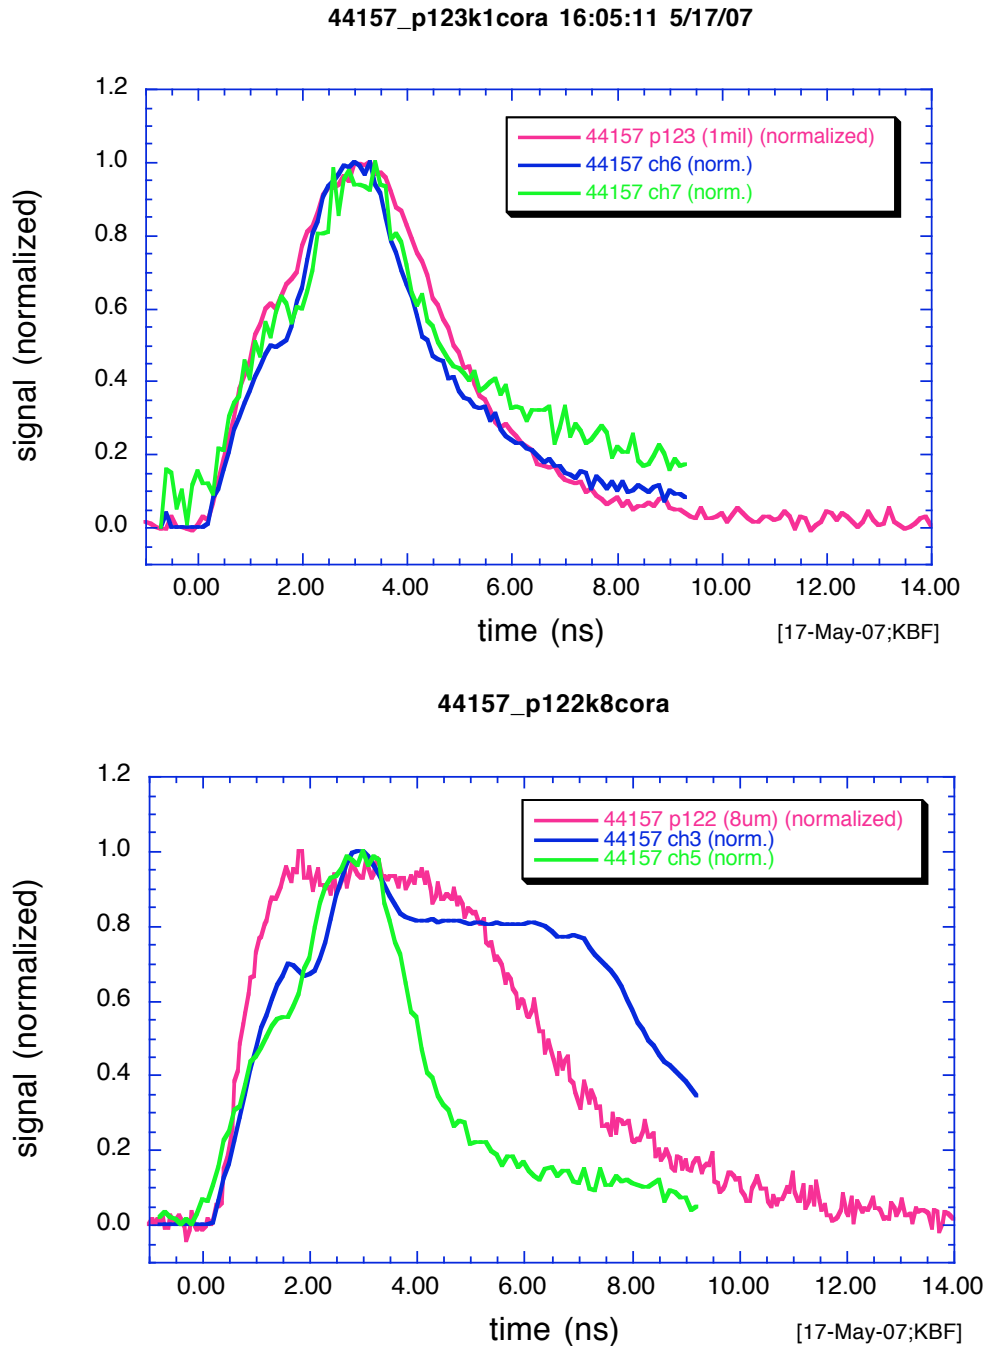 44157_p123k1cora 16:05:11 5/17/07
1.2
1.0
0.8
0.6
0.4
0.2
0.0
signal (normalized)
44157 p123 (1mil) (normalized)
44157 ch6 (norm.)
44157 ch7 (norm.)
0.00 2.00 4.00 6.00 8.00 10.00 12.00 14.00
time (ns)
[17-May-07;KBF]
44157_p122k8cora
1.2
1.0
0.8
0.6
0.4
0.2
0.0
signal (normalized)
44157 p122 (8um) (normalized)
44157 ch3 (norm.)
44157 ch5 (norm.)
0.00 2.00 4.00 6.00 8.00 10.00 12.00 14.00
time (ns)
[17-May-07;KBF]